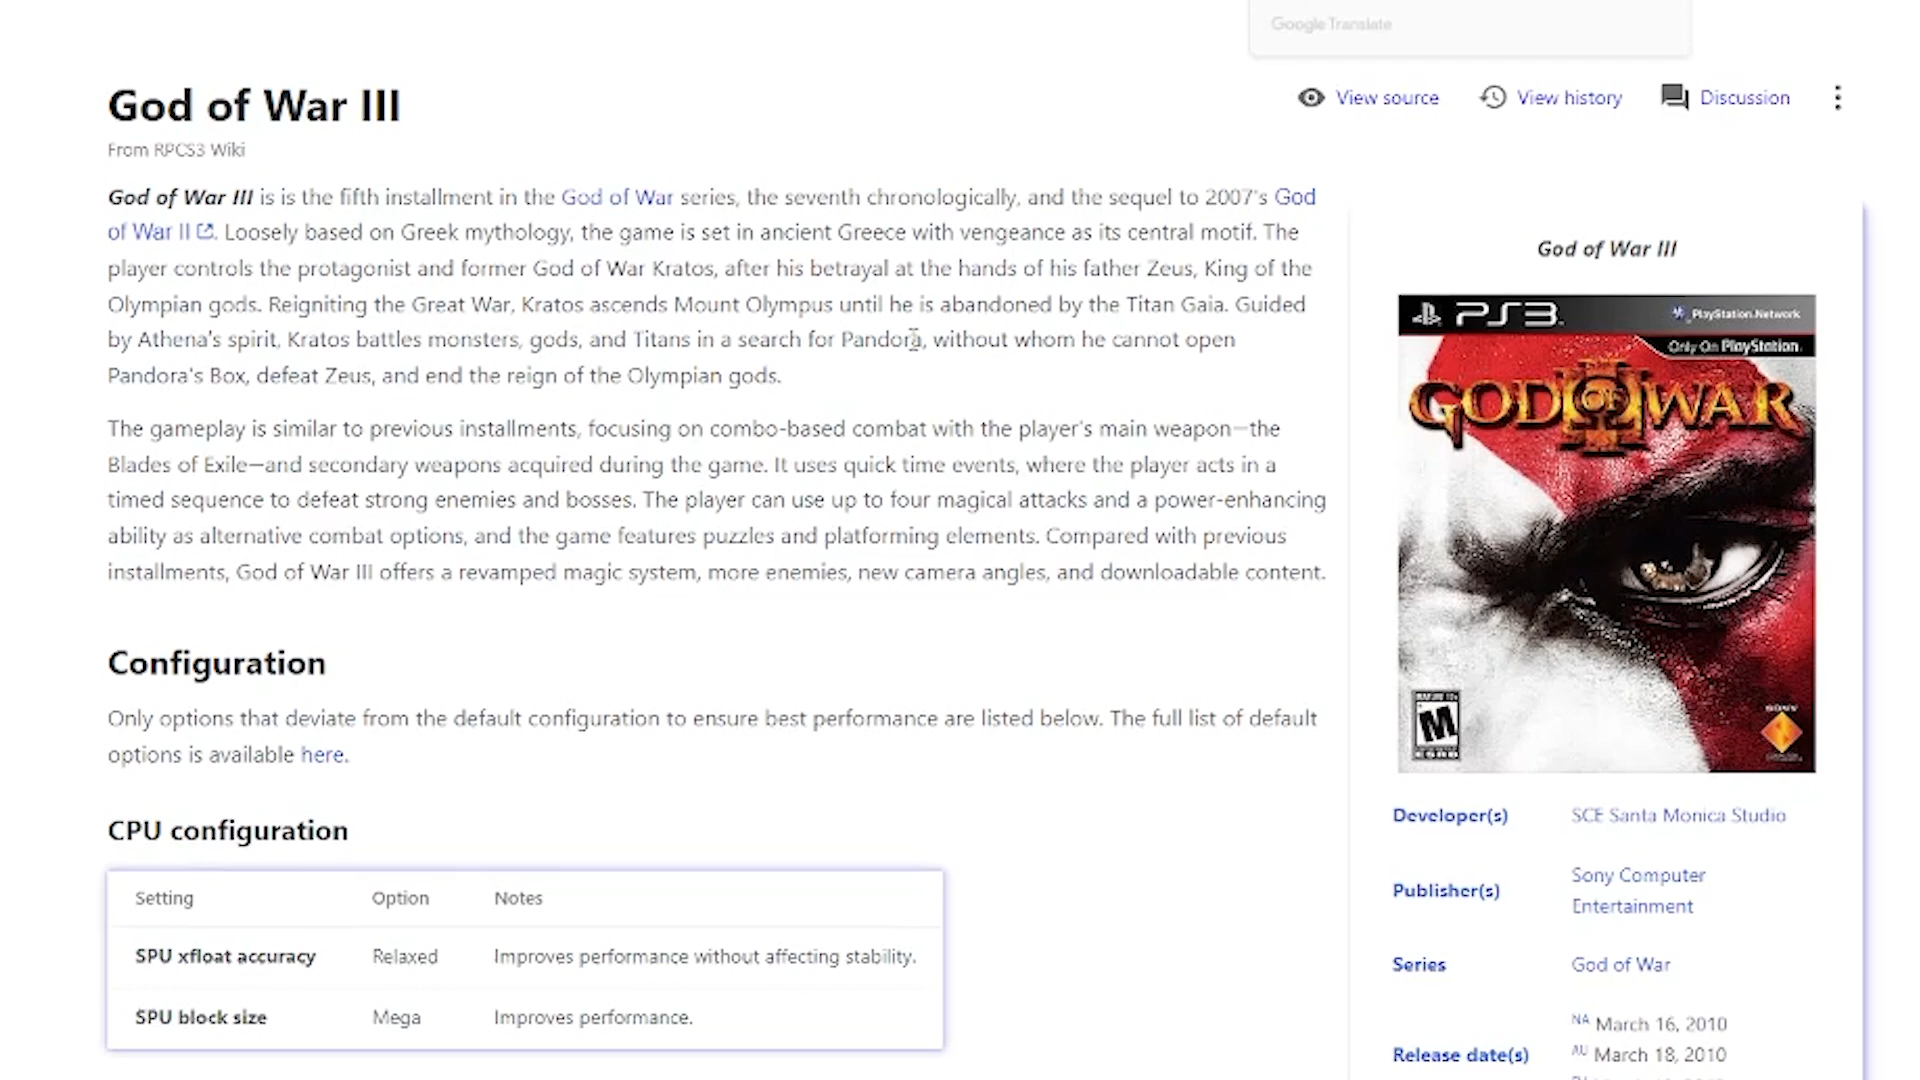 Google Translate
God of War III
View source
View history
Discussion
From RPCS3 Wiki
God of War III is is the fifth installment in the God of War series, the seventh chronologically, and the sequel to 2007's God
of War II. Loosely based on Greek mythology, the game is set in ancient Greece with vengeance as its central motif. The
player controls the protagonist and former God of War Kratos, after his betrayal at the hands of his father Zeus, King of the
Olympian gods. Reigniting the Great War, Kratos ascends Mount Olympus until he is abandoned by the Titan Gaia. Guided
by Athena's spirit, Kratos battles monsters, gods, and Titans in a search for Pandora, without whom he cannot open
Pandora's Box, defeat Zeus, and end the reign of the Olympian gods.
The gameplay is similar to previous installments, focusing on combo-based combat with the player's main weapon—the
Blades of Exile—and secondary weapons acquired during the game. It uses quick time events, where the player acts in a
timed sequence to defeat strong enemies and bosses. The player can use up to four magical attacks and a power-enhancing
ability as alternative combat options, and the game features puzzles and platforming elements. Compared with previous
installments, God of War III offers a revamped magic system, more enemies, new camera angles, and downloadable content.
Configuration
Only options that deviate from the default configuration to ensure best performance are listed below. The full list of default
options is available here.
CPU configuration
Setting Option Notes
SPU xfloat accuracy Relaxed Improves performance without affecting stability.
SPU block size Mega Improves performance.
God of War III
PS3
PlayStation.Network
Only On PlayStation.
GOD OF WAR
III
MATURE 17+
M
ESRB
SONY
Developer(s) SCE Santa Monica Studio
Publisher(s) Sony Computer
Entertainment
Series God of War
Release date(s) NA March 16, 2010
AU March 18, 2010